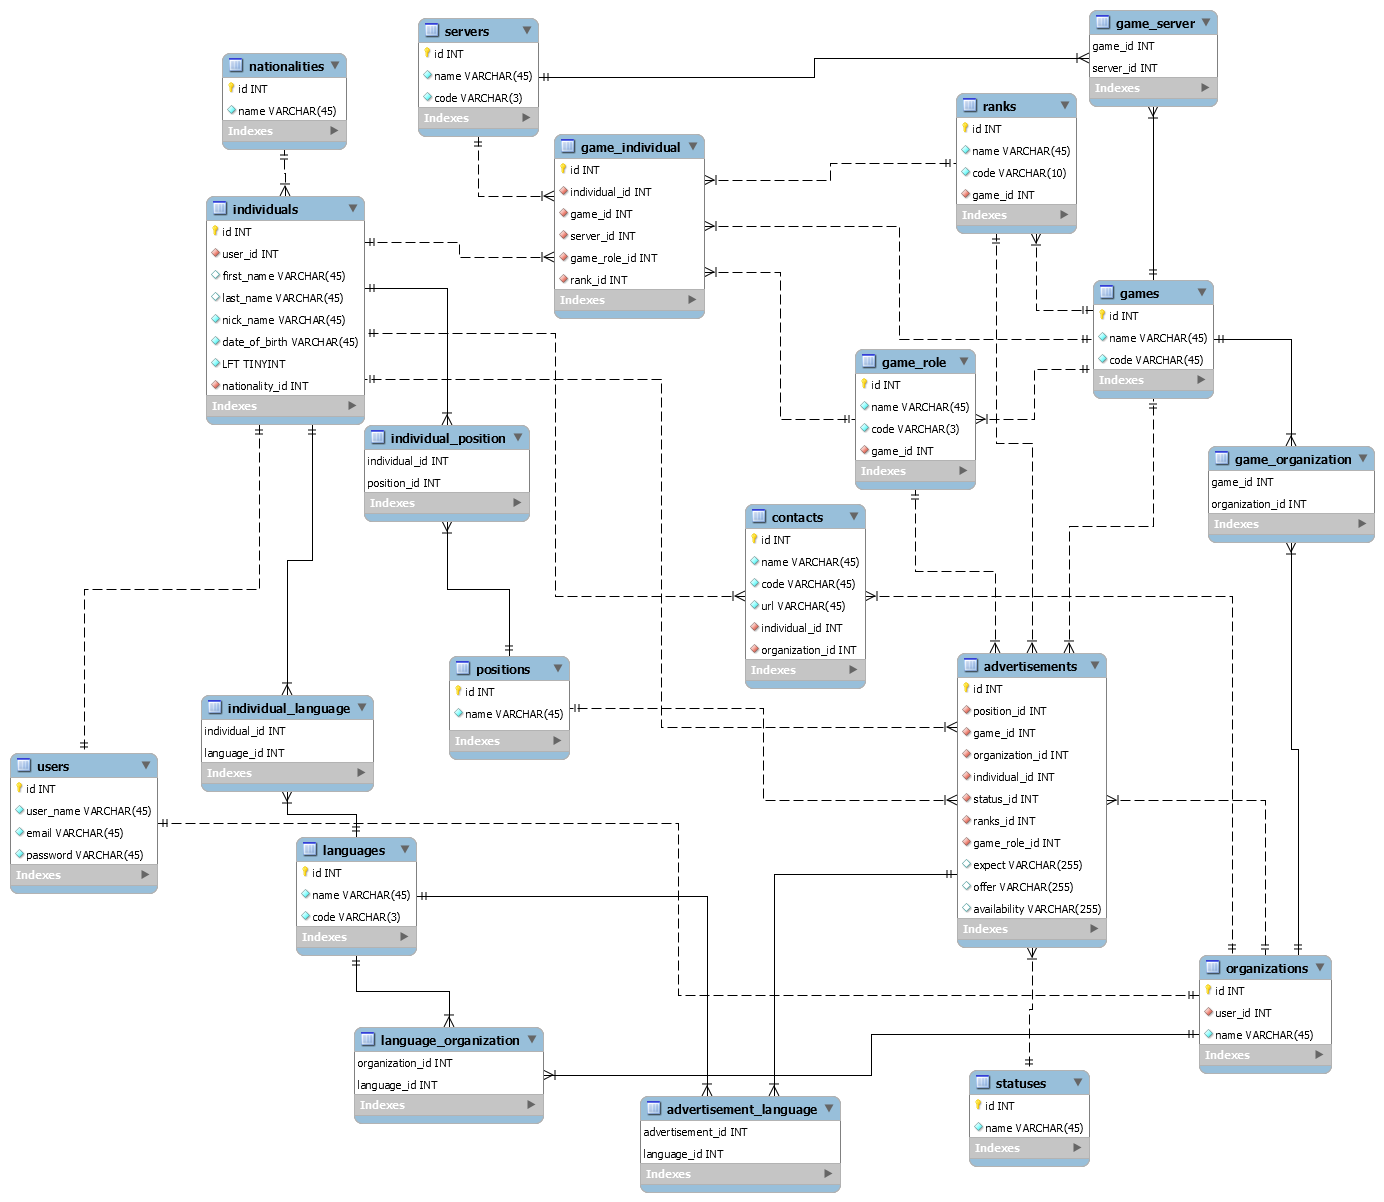 servers
id INT
name VARCHAR(45)
code VARCHAR(3)
Indexes
game_server
game_id INT
server_id INT
Indexes
nationalities
id INT
name VARCHAR(45)
Indexes
ranks
id INT
name VARCHAR(45)
code VARCHAR(10)
game_id INT
Indexes
game_individual
id INT
individual_id INT
game_id INT
server_id INT
game_role_id INT
rank_id INT
Indexes
individuals
id INT
user_id INT
first_name VARCHAR(45)
last_name VARCHAR(45)
nick_name VARCHAR(45)
date_of_birth VARCHAR(45)
LFT TINYINT
nationality_id INT
Indexes
games
id INT
name VARCHAR(45)
code VARCHAR(45)
Indexes
game_role
id INT
name VARCHAR(45)
code VARCHAR(3)
game_id INT
Indexes
individual_position
individual_id INT
position_id INT
Indexes
game_organization
game_id INT
organization_id INT
Indexes
contacts
id INT
name VARCHAR(45)
code VARCHAR(45)
url VARCHAR(45)
individual_id INT
organization_id INT
Indexes
positions
id INT
name VARCHAR(45)
Indexes
advertisements
id INT
position_id INT
game_id INT
organization_id INT
individual_id INT
status_id INT
ranks_id INT
game_role_id INT
expect VARCHAR(255)
offer VARCHAR(255)
availability VARCHAR(255)
Indexes
individual_language
individual_id INT
language_id INT
Indexes
users
id INT
user_name VARCHAR(45)
email VARCHAR(45)
password VARCHAR(45)
Indexes
languages
id INT
name VARCHAR(45)
code VARCHAR(3)
Indexes
organizations
id INT
user_id INT
name VARCHAR(45)
Indexes
language_organization
organization_id INT
language_id INT
Indexes
statuses
id INT
name VARCHAR(45)
Indexes
advertisement_language
advertisement_id INT
language_id INT
Indexes